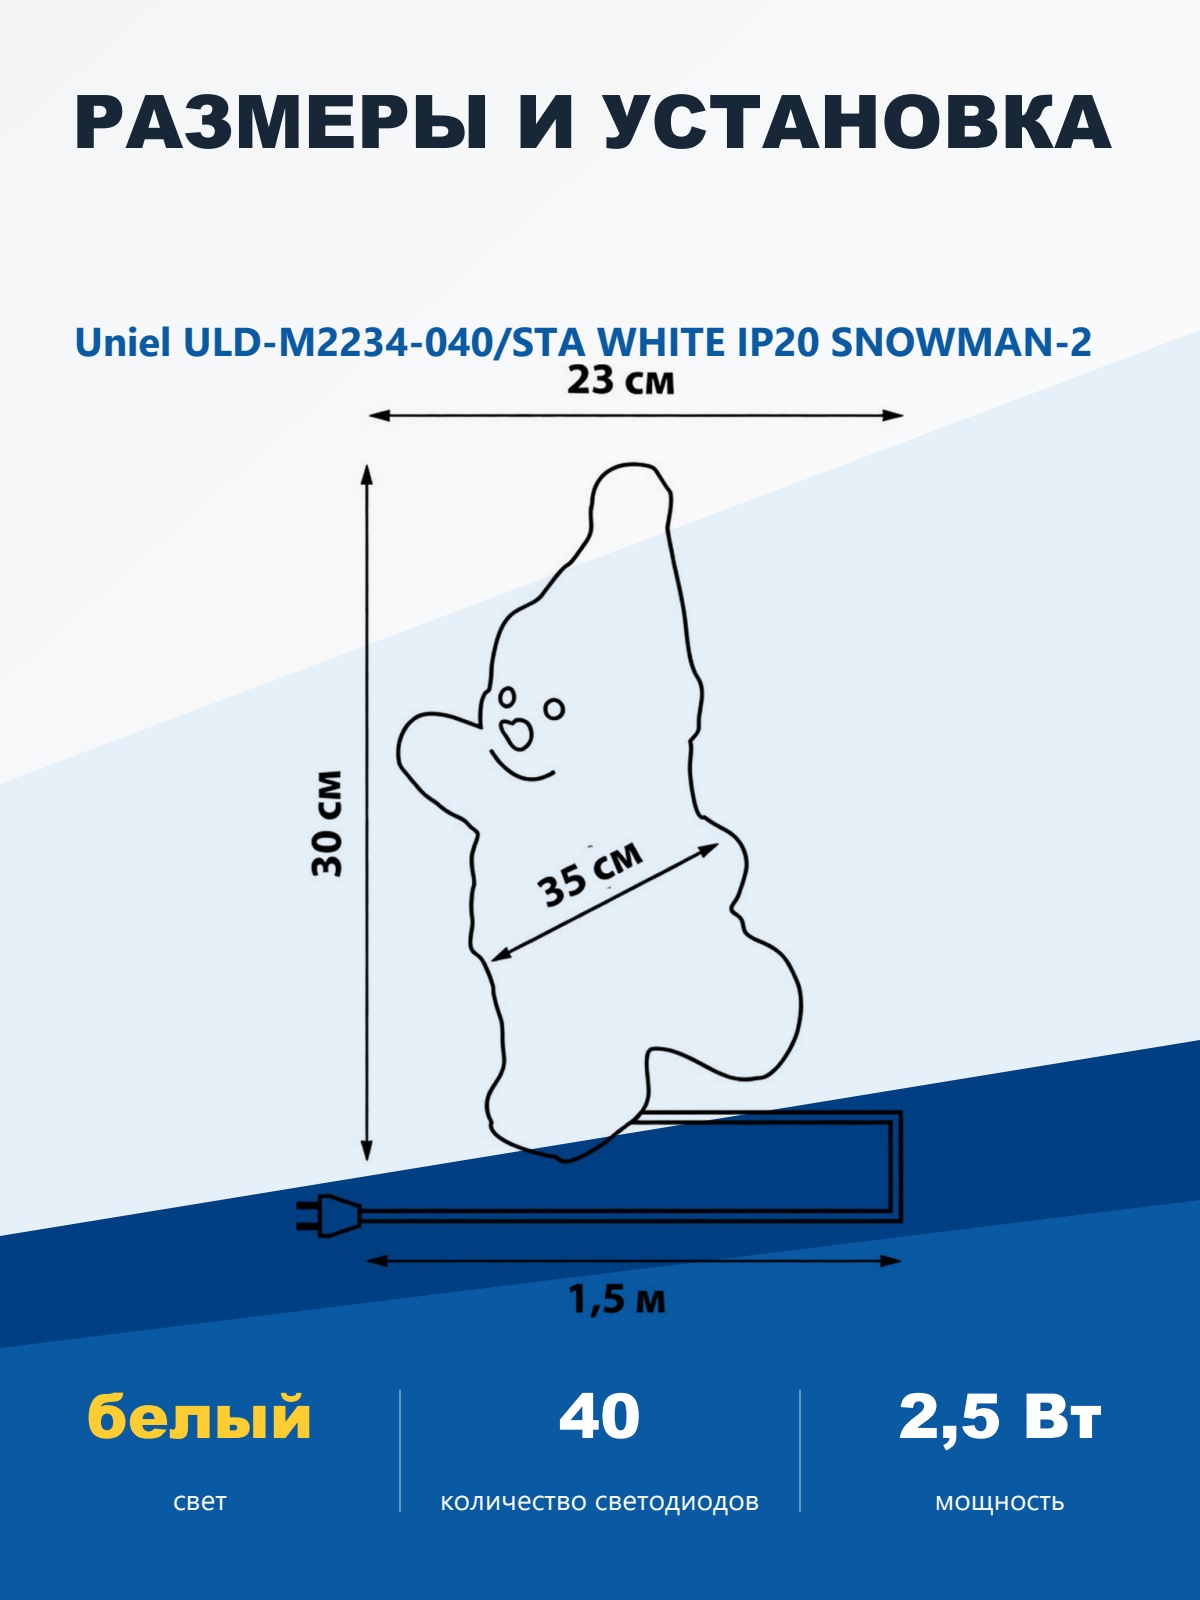 РАЗМЕРЫ И УСТАНОВКА
Uniel ULD-M2234-040/STA WHITE IP20 SNOWMAN-2
23 см
30 см
35 см
1,5 м
белый
свет
40
количество светодиодов
2,5 Вт
мощность